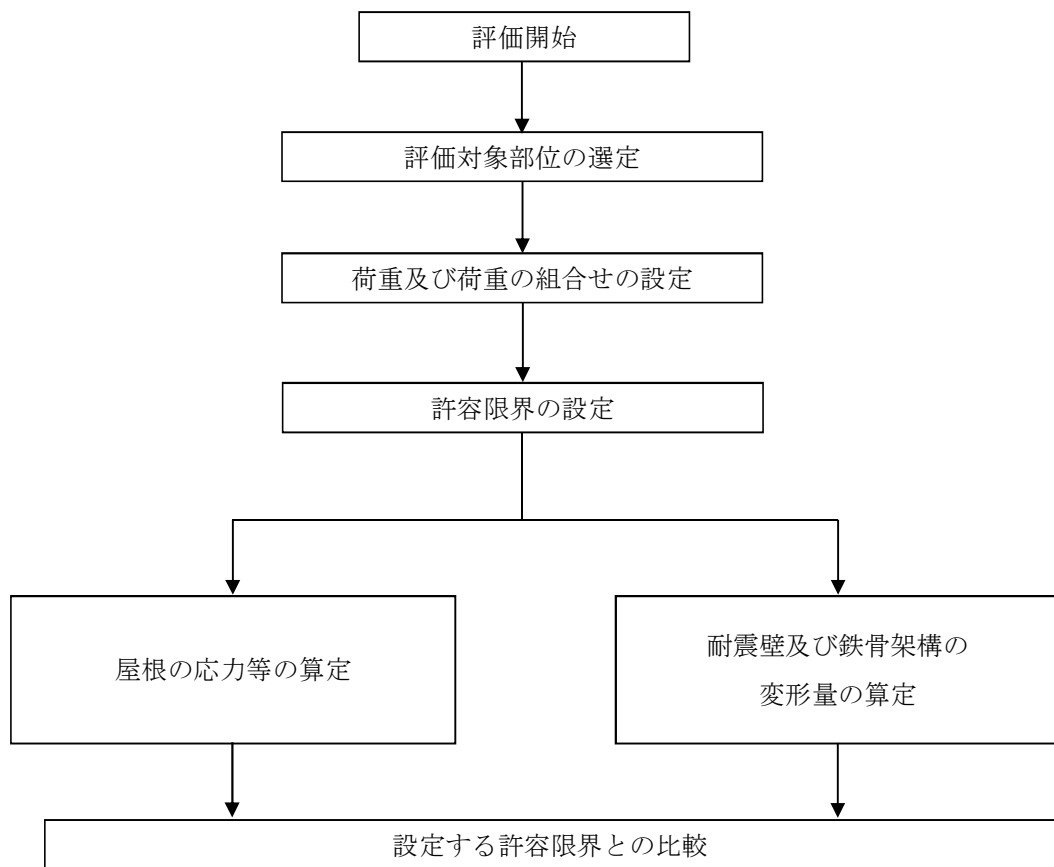 評価開始
評価対象部位の選定
荷重及び荷重の組合せの設定
許容限界の設定
屋根の応力等の算定
耐震壁及び鉄骨架構の
変形量の算定
設定する許容限界との比較